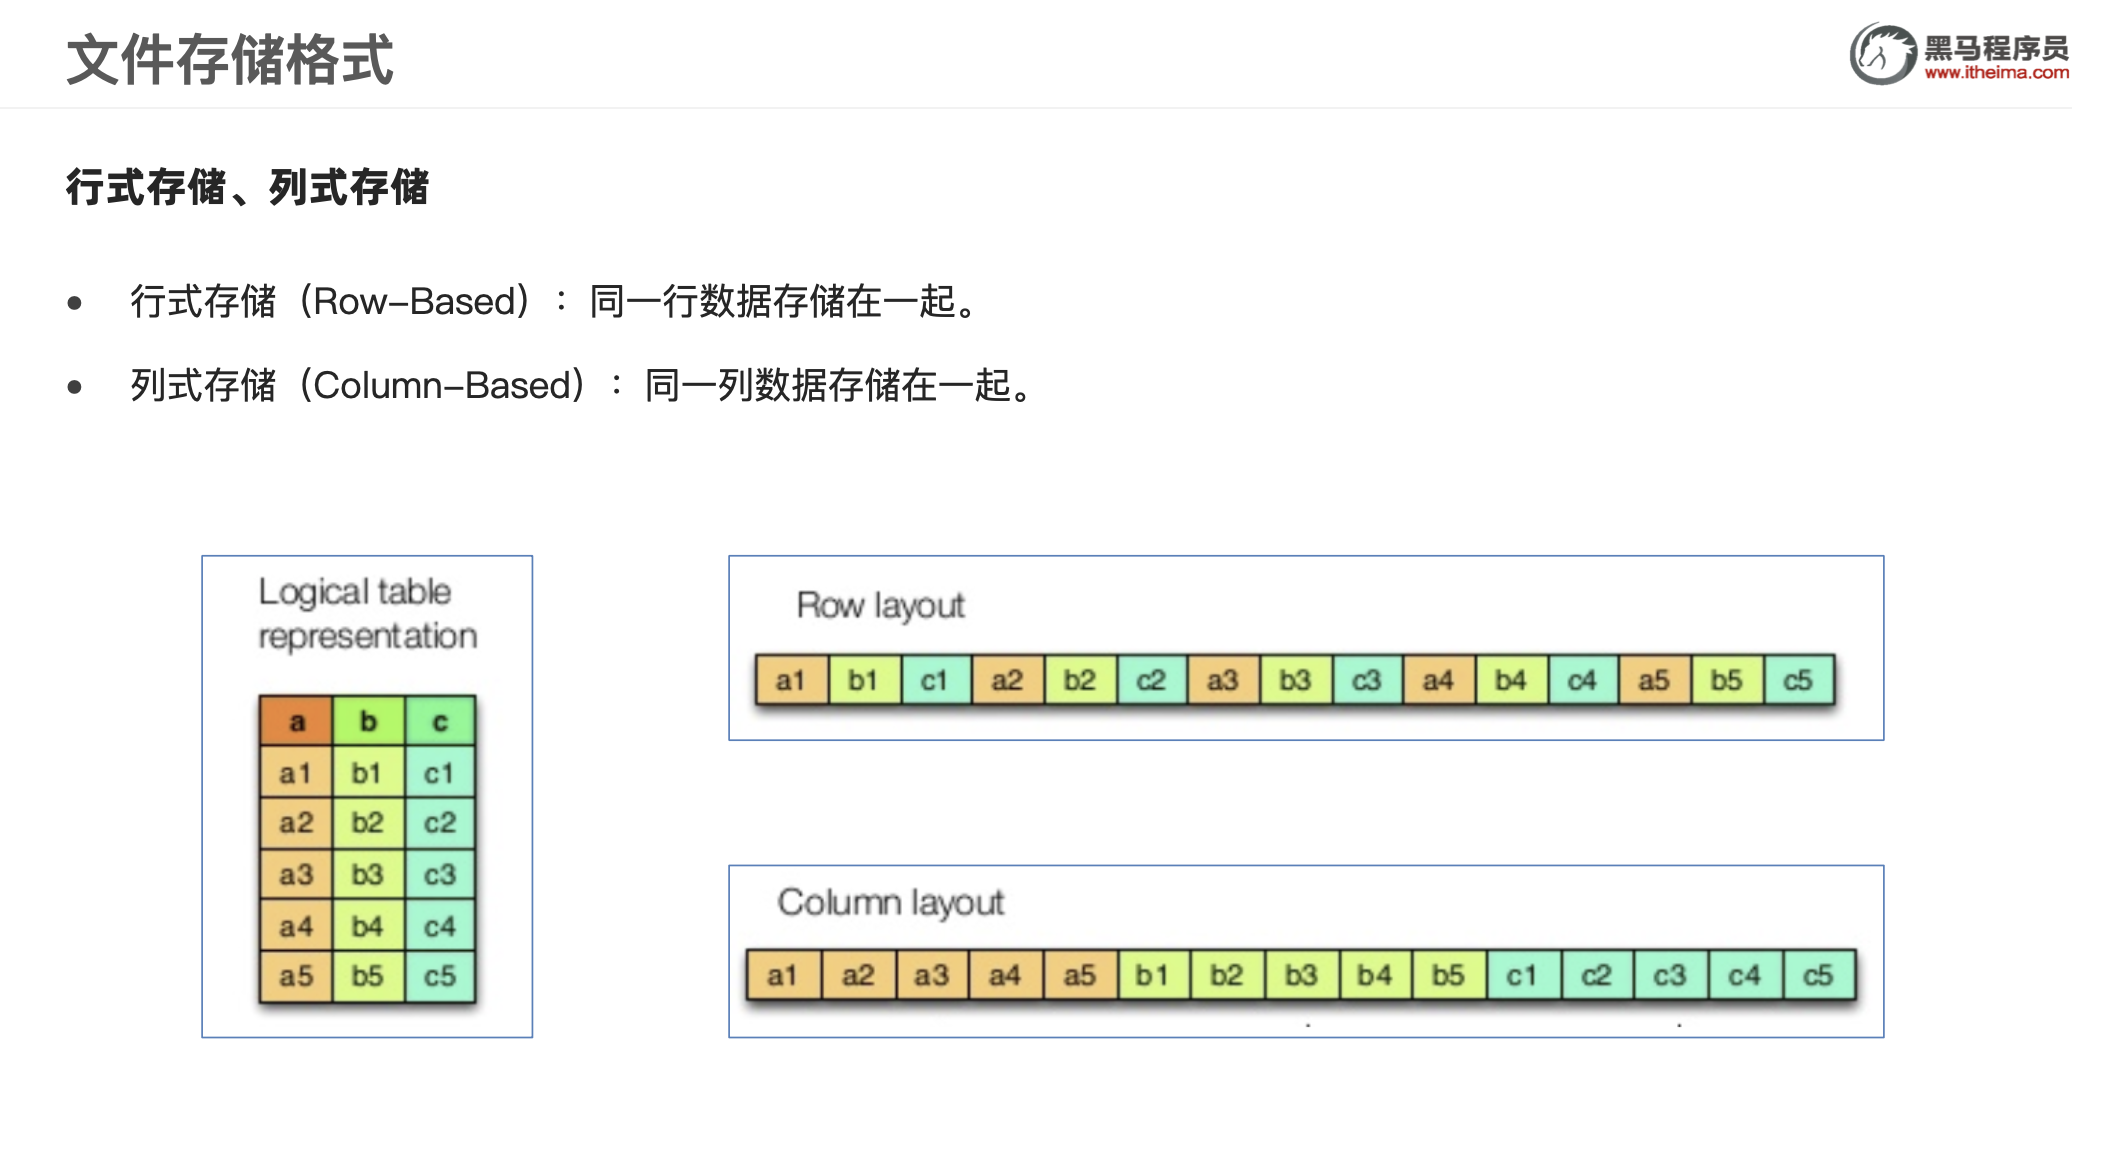 文件存储格式
黑马程序员
www.itheima.com
行式存储、列式存储
• 行式存储（Row-Based）：同一行数据存储在一起。
• 列式存储（Column-Based）：同一列数据存储在一起。
Logical table
representation
a b c
a1 b1 c1
a2 b2 c2
a3 b3 c3
a4 b4 c4
a5 b5 c5
Row layout
a1 b1 c1 a2 b2 c2 a3 b3 c3 a4 b4 c4 a5 b5 c5
Column layout
a1 a2 a3 a4 a5 b1 b2 b3 b4 b5 c1 c2 c3 c4 c5